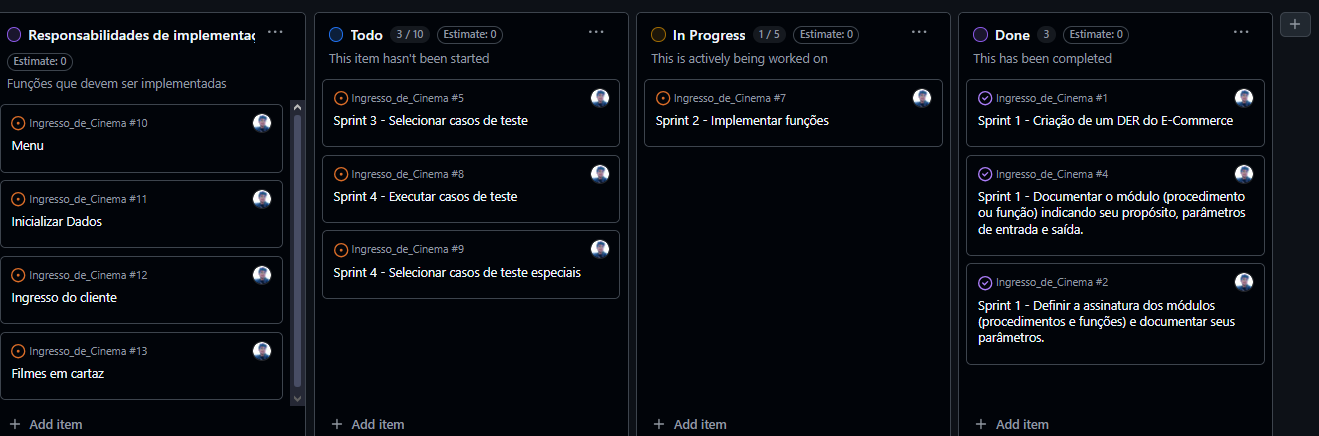 Responsabilidades de implementaç
Estimate: 0
Funções que devem ser implementadas
Ingresso_de_Cinema #10
Menu
Ingresso_de_Cinema #11
Inicializar Dados
Ingresso_de_Cinema #12
Ingresso do cliente
Ingresso_de_Cinema #13
Filmes em cartaz
Add item
Todo 3 / 10 Estimate: 0
This item hasn't been started
Ingresso_de_Cinema #5
Sprint 3 - Selecionar casos de teste
Ingresso_de_Cinema #8
Sprint 4 - Executar casos de teste
Ingresso_de_Cinema #9
Sprint 4 - Selecionar casos de teste especiais
Add item
In Progress 1 / 5 Estimate: 0
This is actively being worked on
Ingresso_de_Cinema #7
Sprint 2 - Implementar funções
Add item
Done 3 Estimate: 0
This has been completed
Ingresso_de_Cinema #1
Sprint 1 - Criação de um DER do E-Commerce
Ingresso_de_Cinema #4
Sprint 1 - Documentar o módulo (procedimento
ou função) indicando seu propósito, parâmetros
de entrada e saída.
Ingresso_de_Cinema #2
Sprint 1 - Definir a assinatura dos módulos
(procedimentos e funções) e documentar seus
parâmetros.
Add item